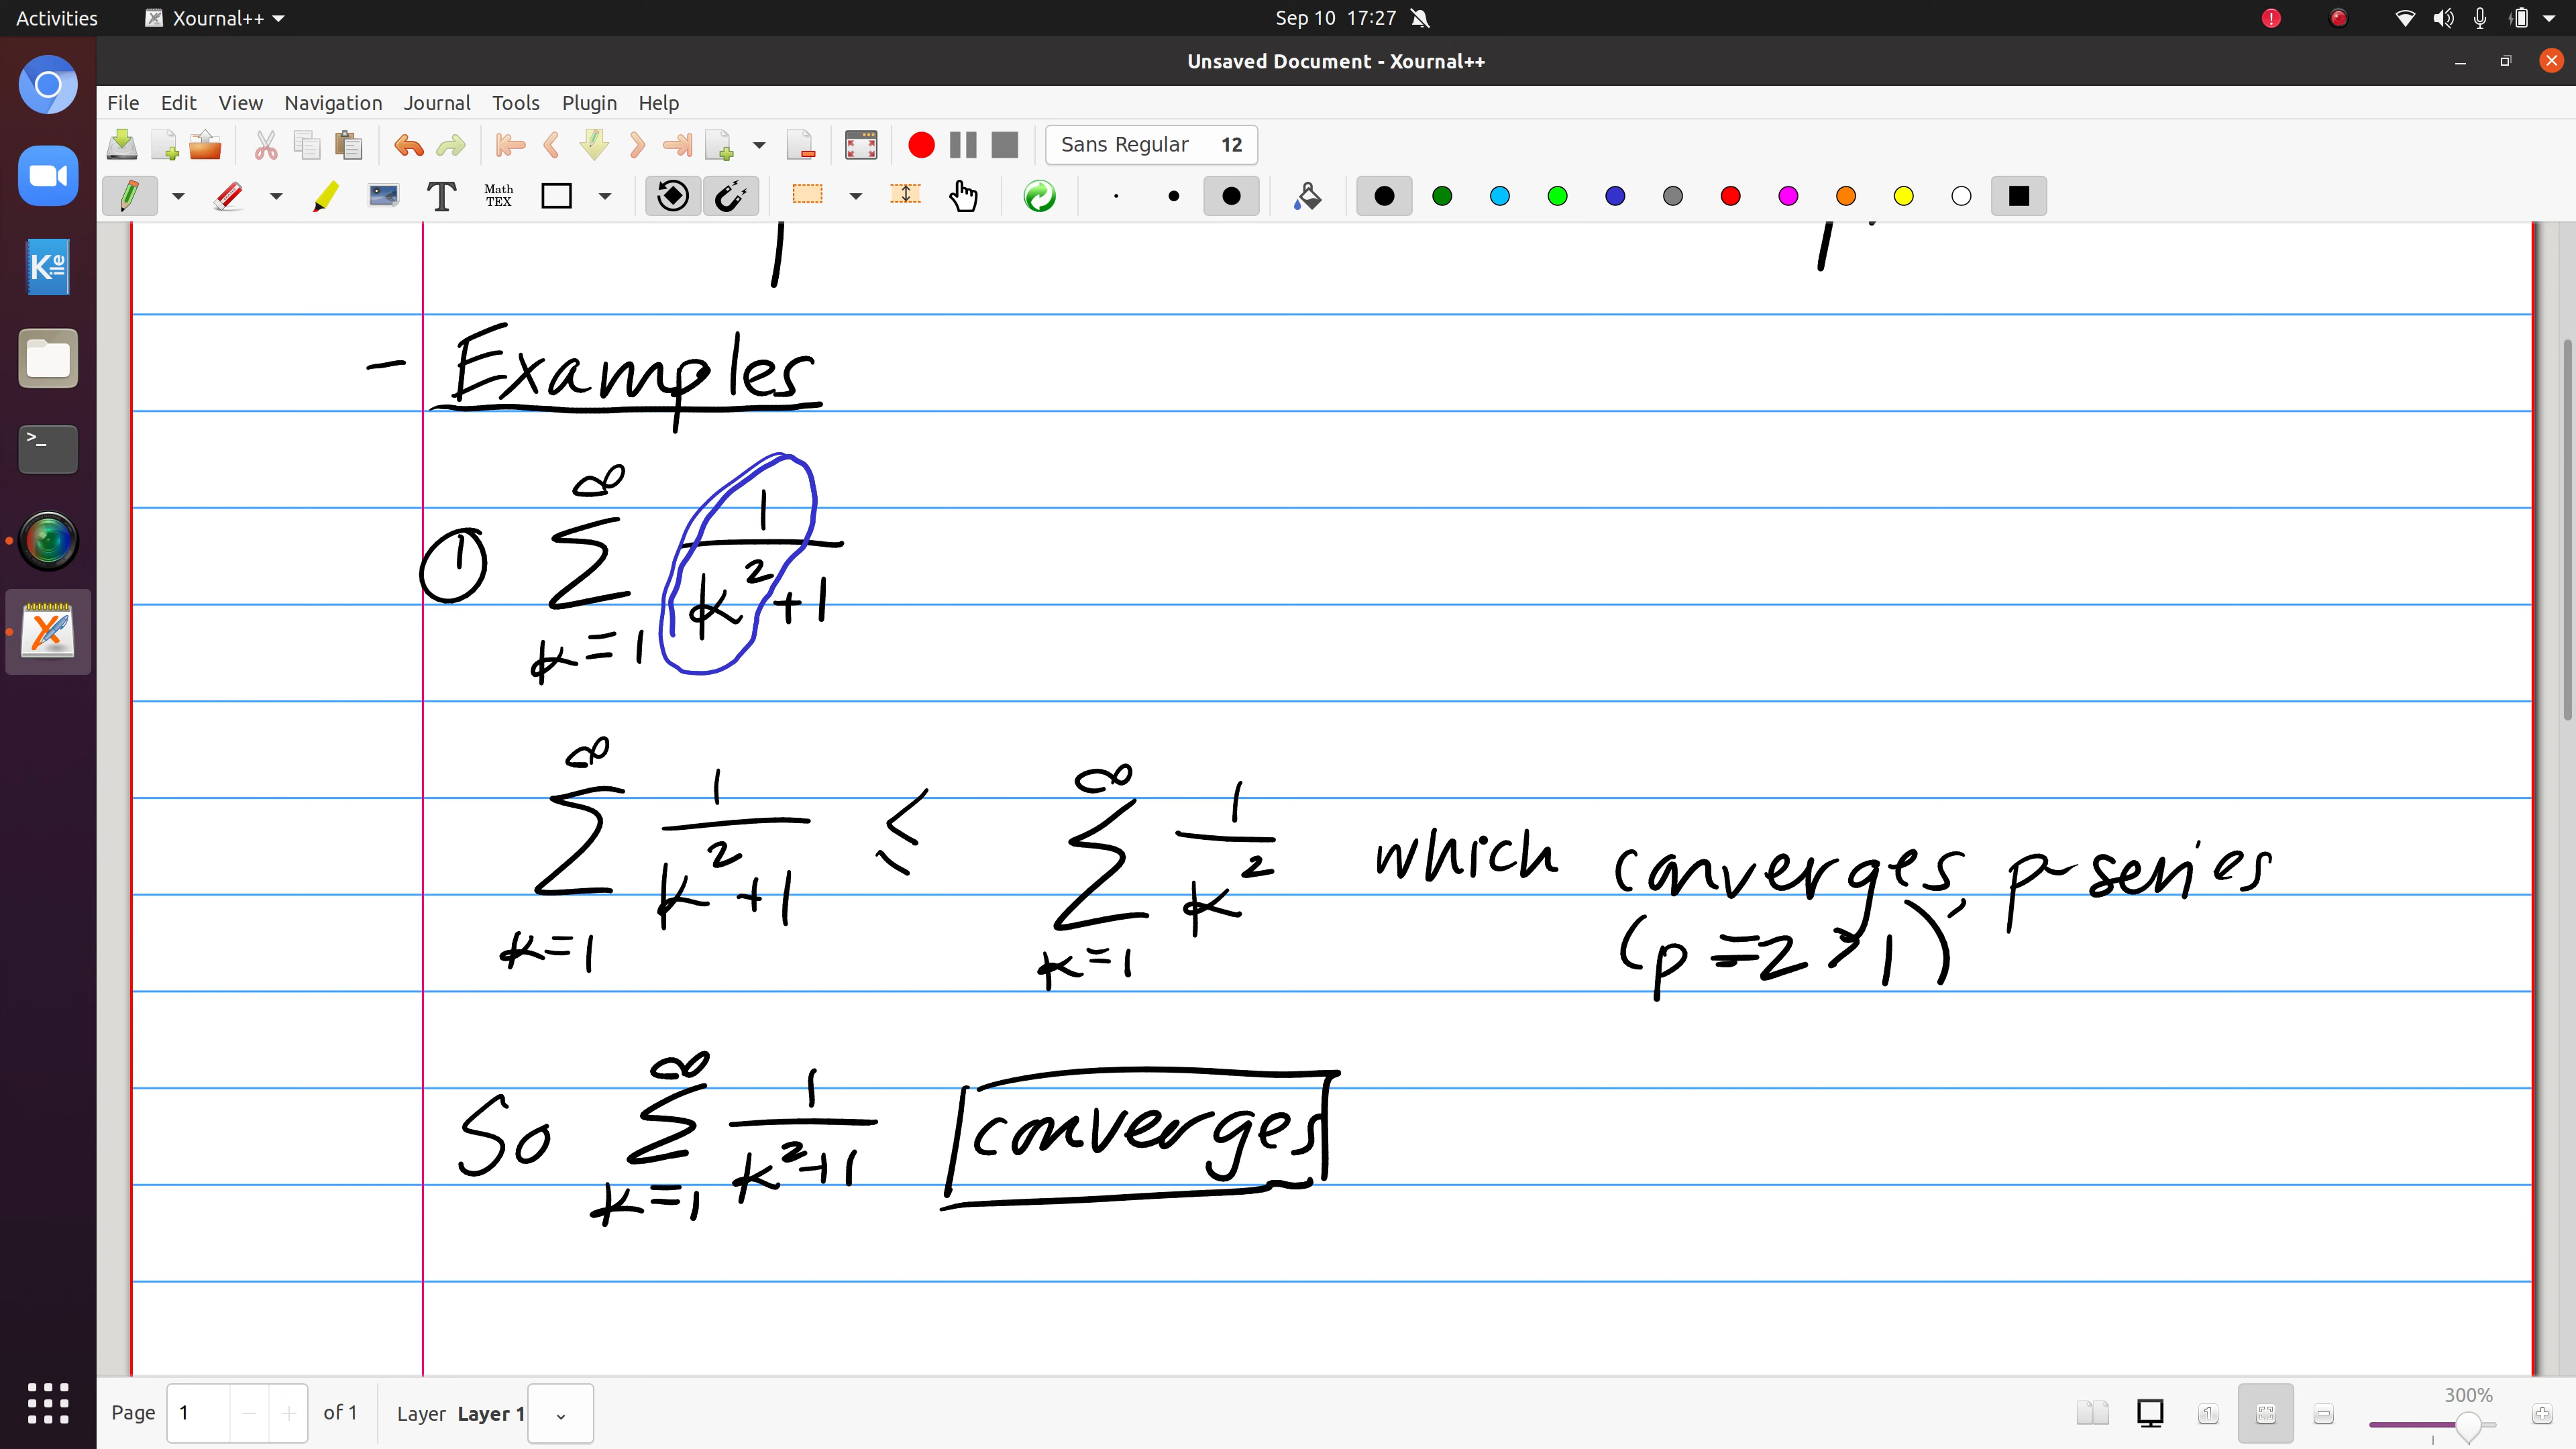 Activities Xournal++ Sep 10 17:27
Unsaved Document - Xournal++
File Edit View Navigation Journal Tools Plugin Help
Sans Regular 12
T Math TEX
Kile
>_
- Examples
① ∞ ∑ k=1 1/(k²+1)
∞ ∑ k=1 1/(k²+1) ≤ ∞ ∑ k=1 1/k² which converges, p-series
(p=2>1)
So ∞ ∑ k=1 1/(k²+1) converges
Page 1 of 1 Layer Layer 1 300%